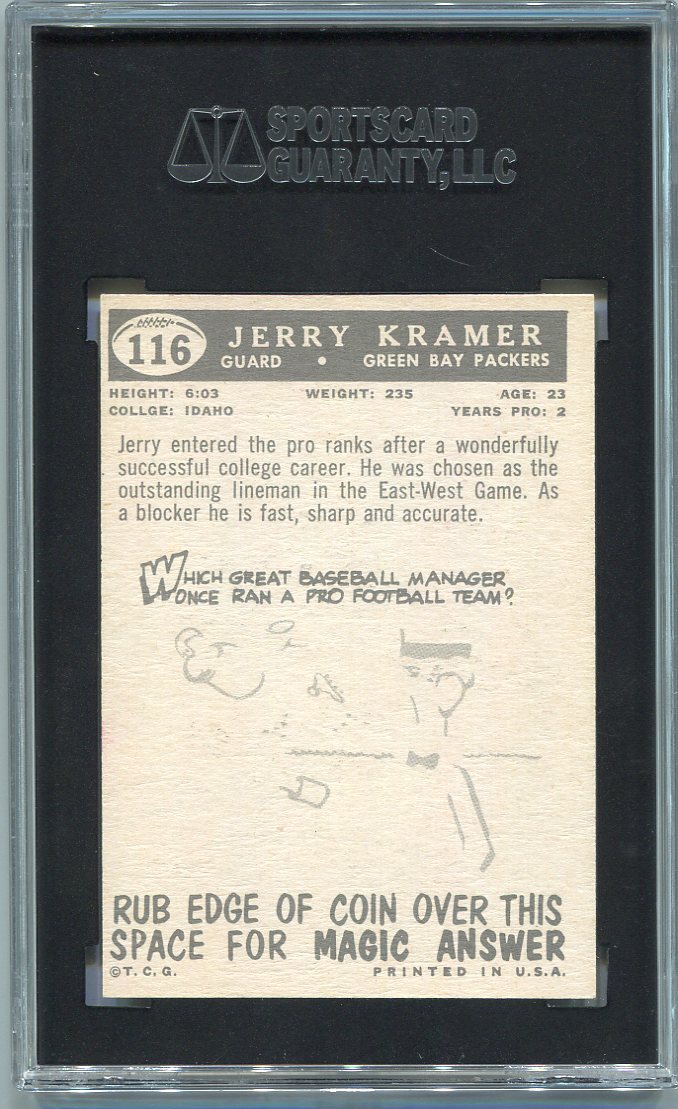 SPORTSCARD
GUARANTY, LLC
116
JERRY KRAMER
GUARD • GREEN BAY PACKERS
HEIGHT: 6:03 WEIGHT: 235 AGE: 23
COLLGE: IDAHO YEARS PRO: 2
Jerry entered the pro ranks after a wonderfully
successful college career. He was chosen as the
outstanding lineman in the East-West Game. As
a blocker he is fast, sharp and accurate.
WHICH GREAT BASEBALL MANAGER
ONCE RAN A PRO FOOTBALL TEAM?
RUB EDGE OF COIN OVER THIS
SPACE FOR MAGIC ANSWER
©T.C.G. PRINTED IN U.S.A.